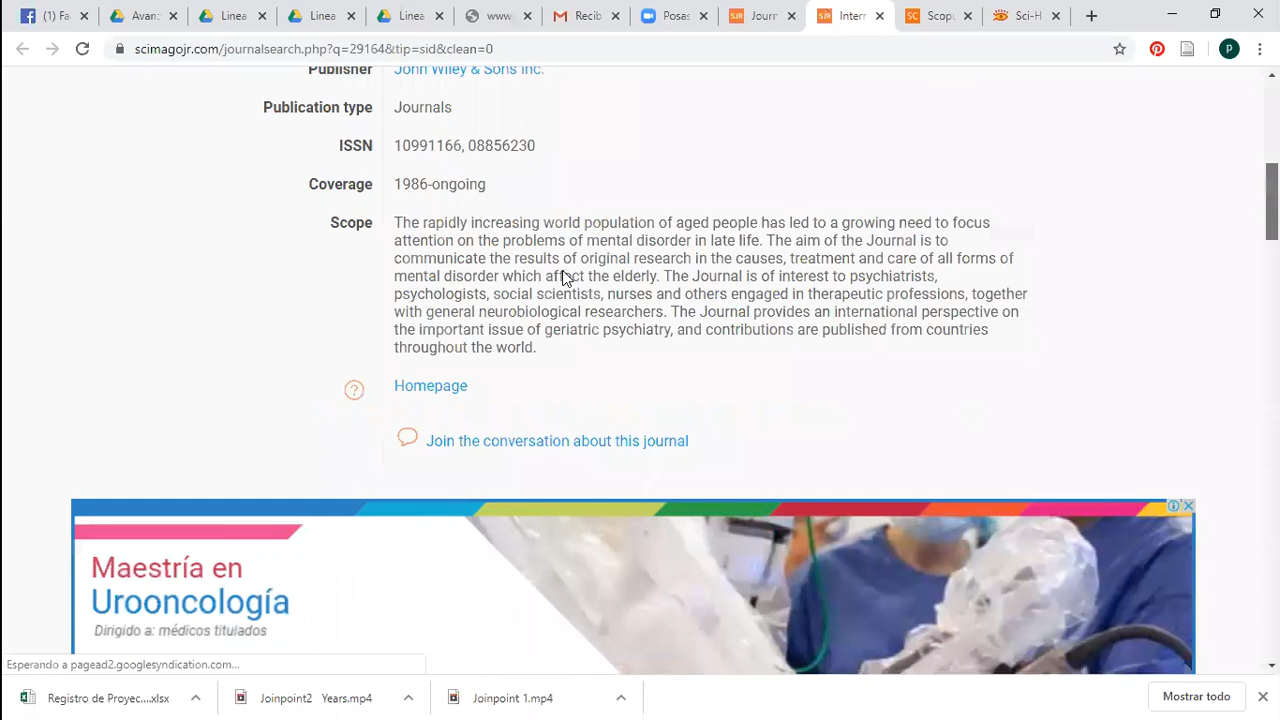 (1) Fa
Avanz
Linea
Linea
Linea
www.
Recib
Posas
Journ
Intern
Scopu
Sci-H
scimagojr.com/journalsearch.php?q=29164&tip=sid&clean=0
Publisher John Wiley & Sons Inc.
Publication type Journals
ISSN 10991166, 08856230
Coverage 1986-ongoing
Scope The rapidly increasing world population of aged people has led to a growing need to focus
attention on the problems of mental disorder in late life. The aim of the Journal is to
communicate the results of original research in the causes, treatment and care of all forms of
mental disorder which affect the elderly. The Journal is of interest to psychiatrists,
psychologists, social scientists, nurses and others engaged in therapeutic professions, together
with general neurobiological researchers. The Journal provides an international perspective on
the important issue of geriatric psychiatry, and contributions are published from countries
throughout the world.
? Homepage
Join the conversation about this journal
Maestría en
Urooncología
Dirigido a: médicos titulados
Esperando a pagead2.googlesyndication.com...
Registro de Proyec....xlsx
Joinpoint2 Years.mp4
Joinpoint 1.mp4
Mostrar todo